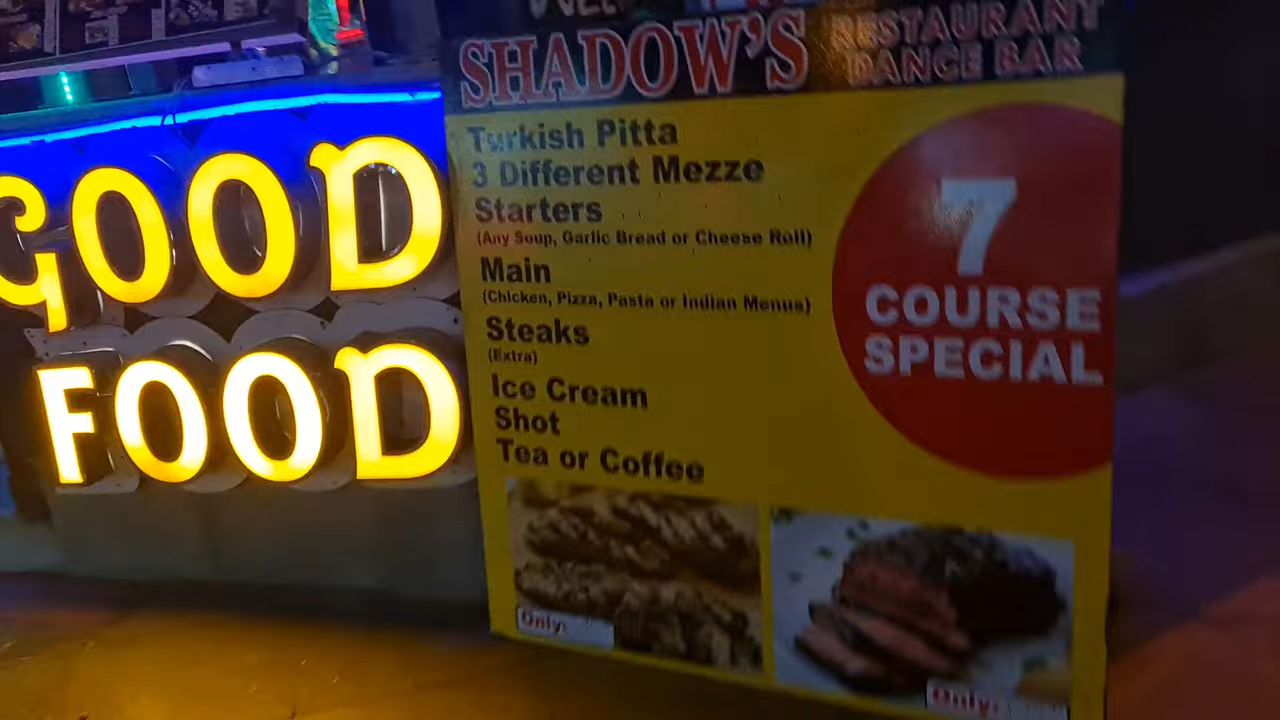 GOOD
FOOD
SHADOW'S
RESTAURANT
DANCE BAR
Turkish Pitta
3 Different Mezze
Starters
(Any Soup, Garlic Bread or Cheese Roll)
Main
(Chicken, Pizza, Pasta or Indian Menus)
Steaks
(Extra)
Ice Cream
Shot
Tea or Coffee
7
COURSE
SPECIAL
Only:
Only: